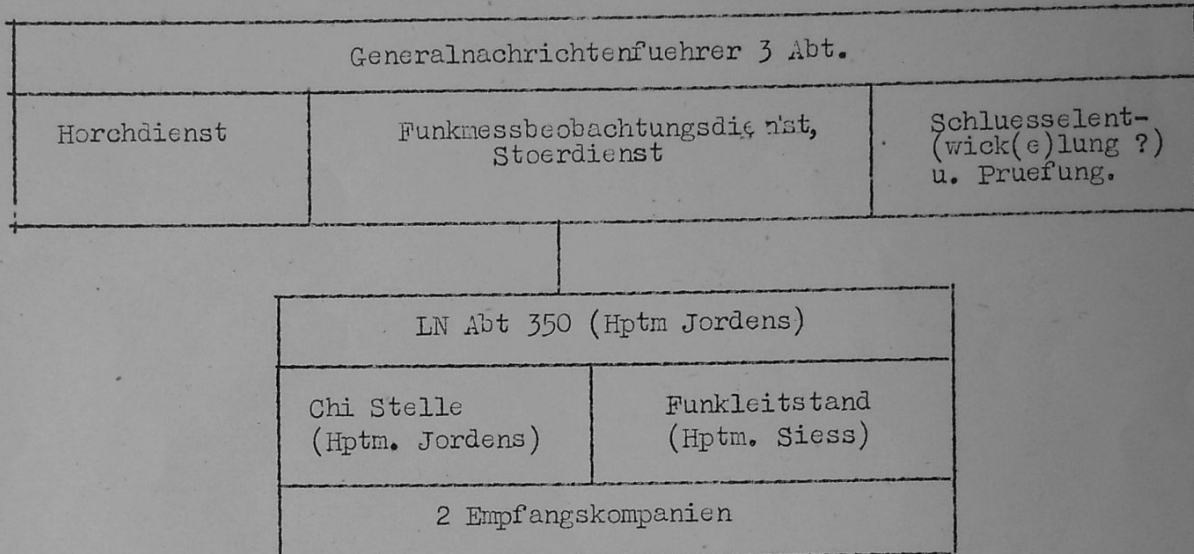 Generalnachrichtenfuehrer 3 Abt.
Horchdienst
Funkmessbeobachtungsdienst,
Stoerdienst
Schluesselent-
(wick(e)lung ?)
u. Pruefung.
LN Abt 350 (Hptm Jordens)
Chi Stelle
(Hptm. Jordens)
Funkleitstand
(Hptm. Siess)
2 Empfangskompanien